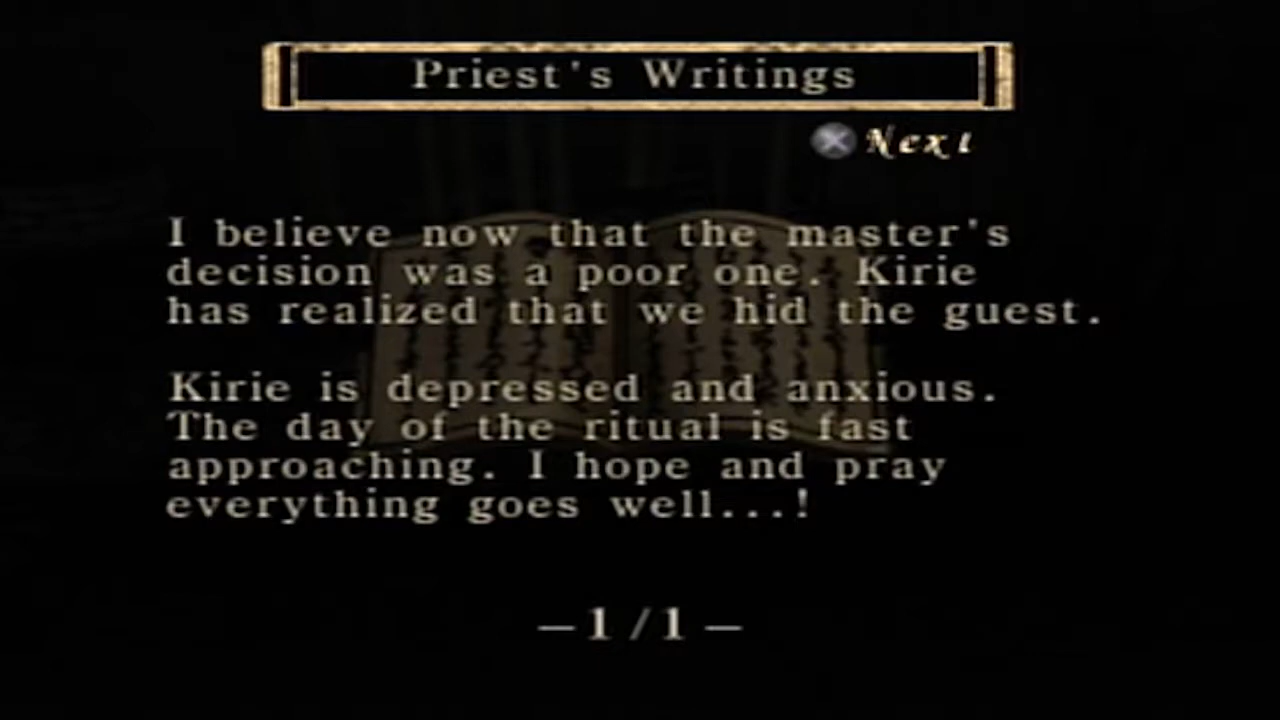 Priest's Writings
Next
I believe now that the master's
decision was a poor one. Kirie
has realized that we hid the guest.
Kirie is depressed and anxious.
The day of the ritual is fast
approaching. I hope and pray
everything goes well...!
—1/1—